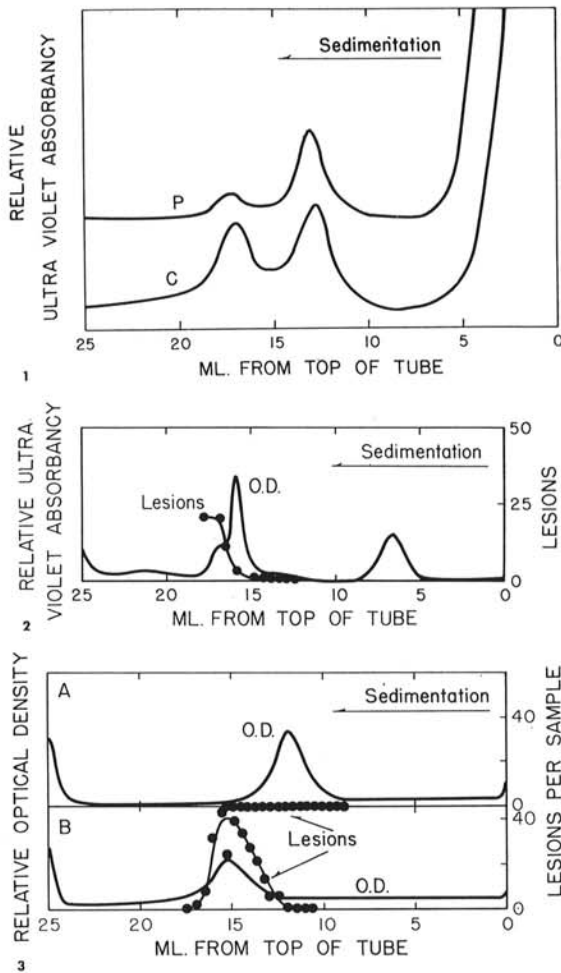 RELATIVE
ULTRA VIOLET ABSORBANCY
Sedimentation
P
C
25 20 15 10 5 0
ML. FROM TOP OF TUBE
1
RELATIVE ULTRA-
VIOLET ABSORBANCY
Sedimentation
O.D.
Lesions
50
25
0
LESIONS
25 20 15 10 5 0
ML. FROM TOP OF TUBE
2
RELATIVE OPTICAL DENSITY
A
Sedimentation
O.D.
40
0
Lesions
B
O.D.
40
0
LESIONS PER SAMPLE
25 20 15 10 5 0
ML. FROM TOP OF TUBE
3